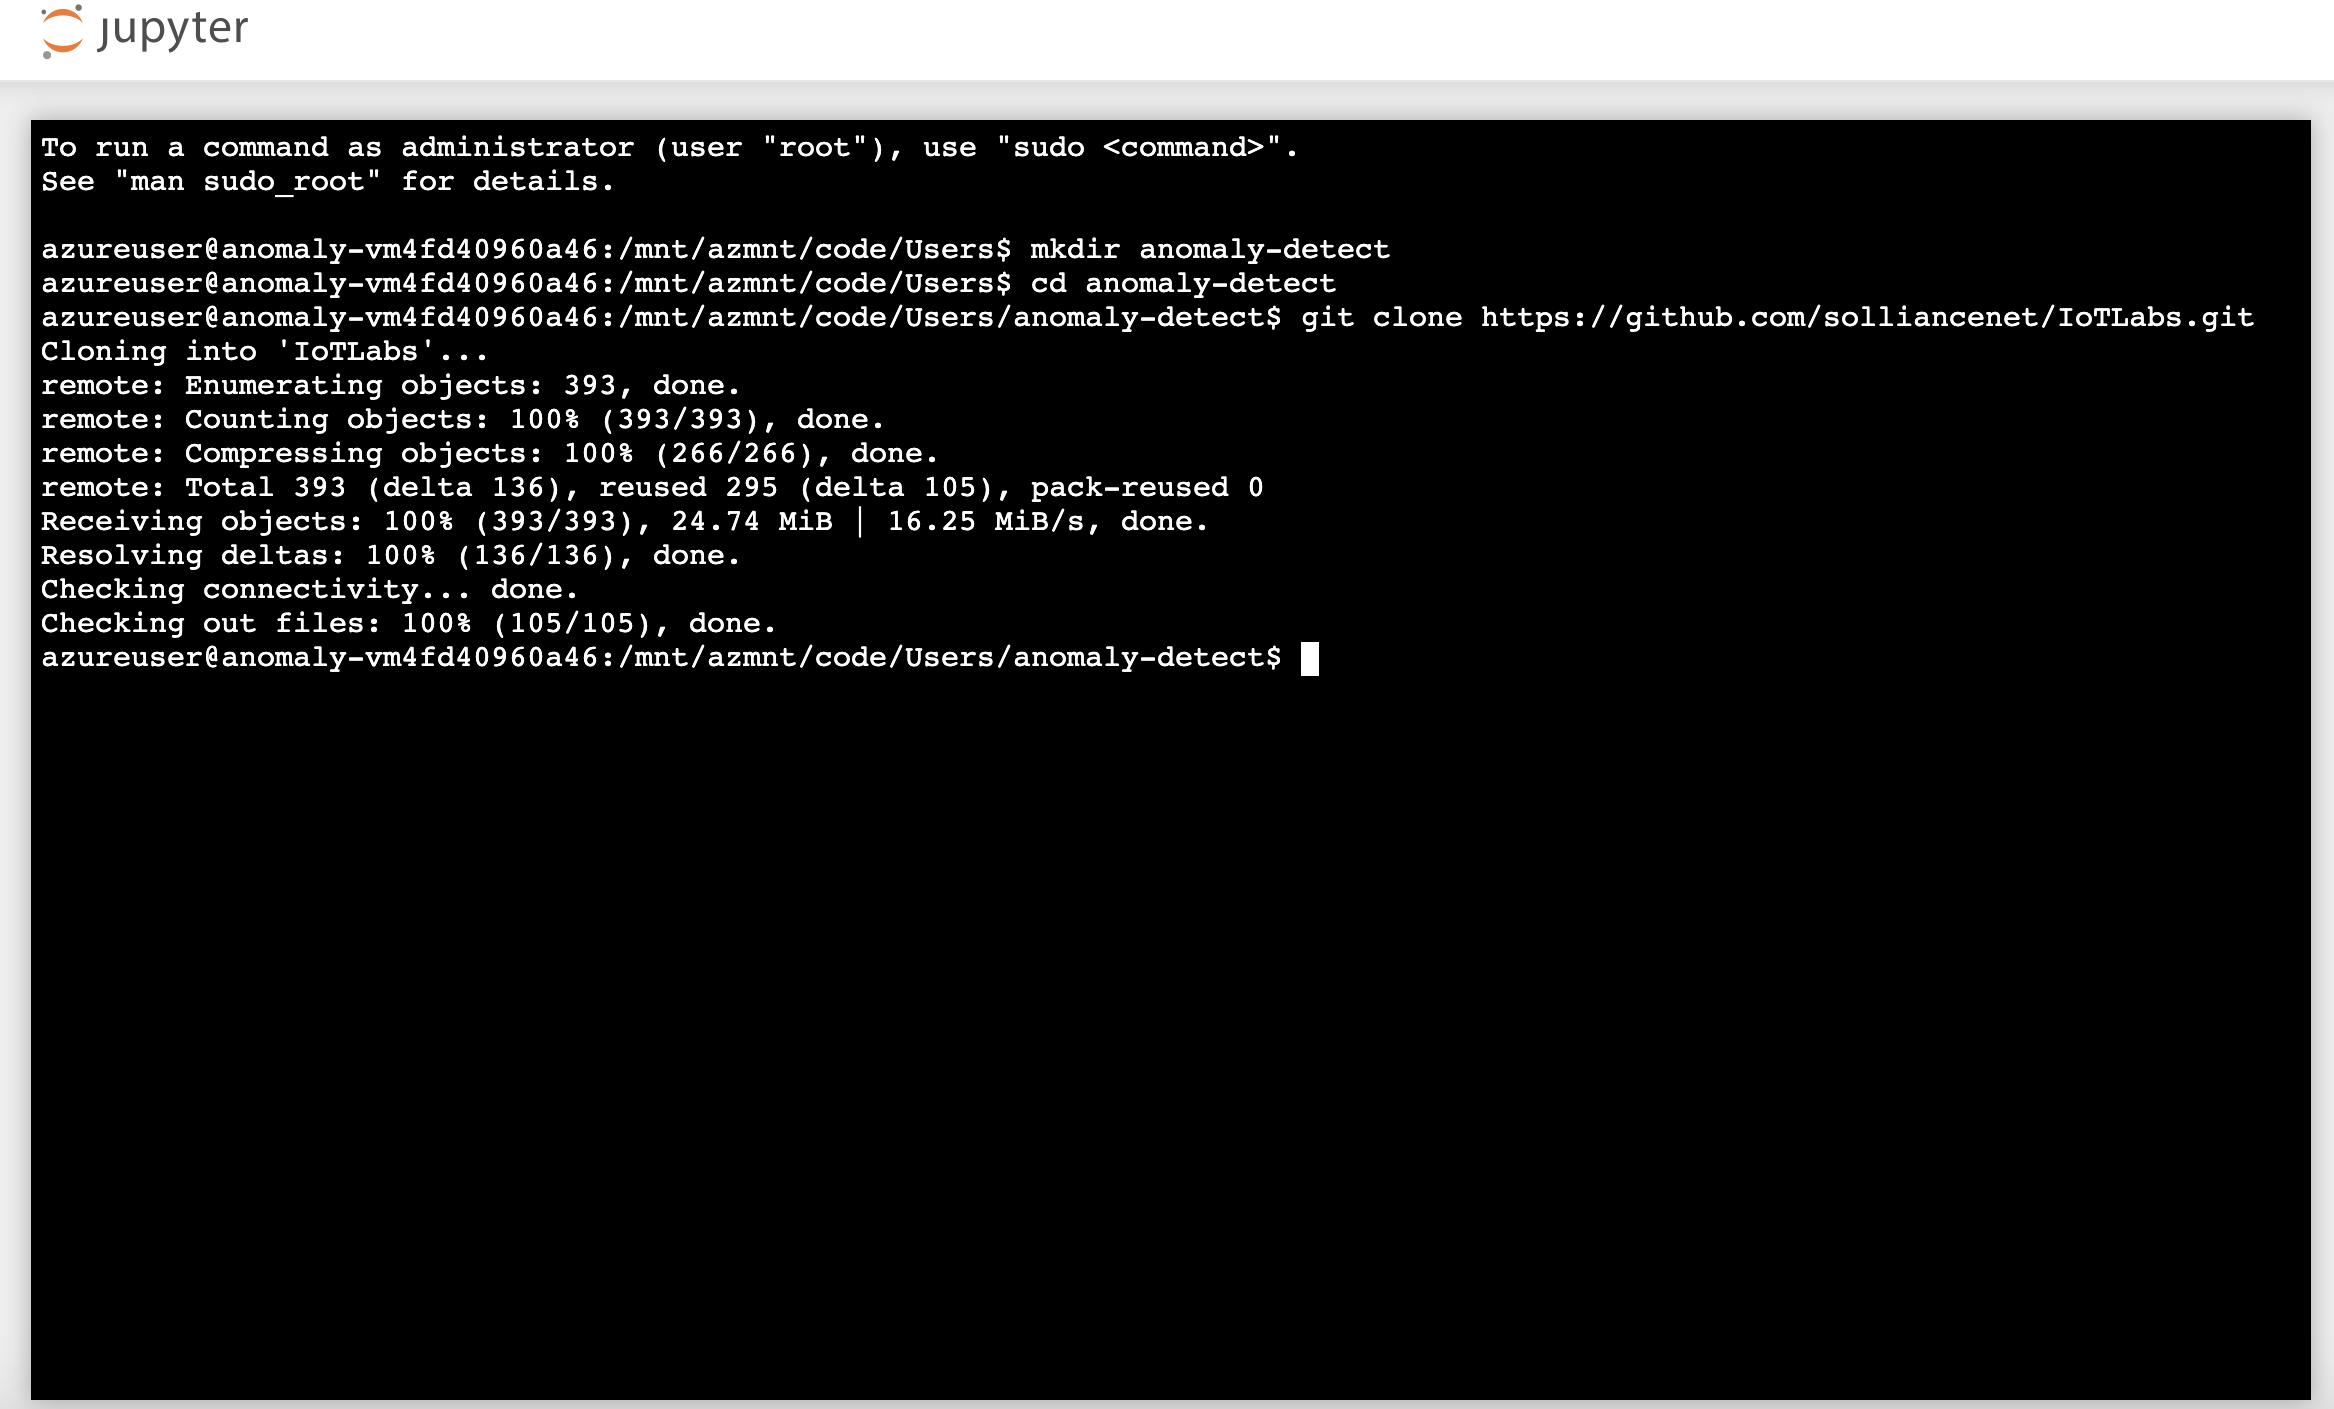 jupyter
To run a command as administrator (user "root"), use "sudo <command>".
See "man sudo_root" for details.
azureuser@anomaly-vm4fd40960a46:/mnt/azmnt/code/Users$ mkdir anomaly-detect
azureuser@anomaly-vm4fd40960a46:/mnt/azmnt/code/Users$ cd anomaly-detect
azureuser@anomaly-vm4fd40960a46:/mnt/azmnt/code/Users/anomaly-detect$ git clone https://github.com/solliancenet/IoTLabs.git
Cloning into 'IoTLabs'...
remote: Enumerating objects: 393, done.
remote: Counting objects: 100% (393/393), done.
remote: Compressing objects: 100% (266/266), done.
remote: Total 393 (delta 136), reused 295 (delta 105), pack-reused 0
Receiving objects: 100% (393/393), 24.74 MiB | 16.25 MiB/s, done.
Resolving deltas: 100% (136/136), done.
Checking connectivity... done.
Checking out files: 100% (105/105), done.
azureuser@anomaly-vm4fd40960a46:/mnt/azmnt/code/Users/anomaly-detect$